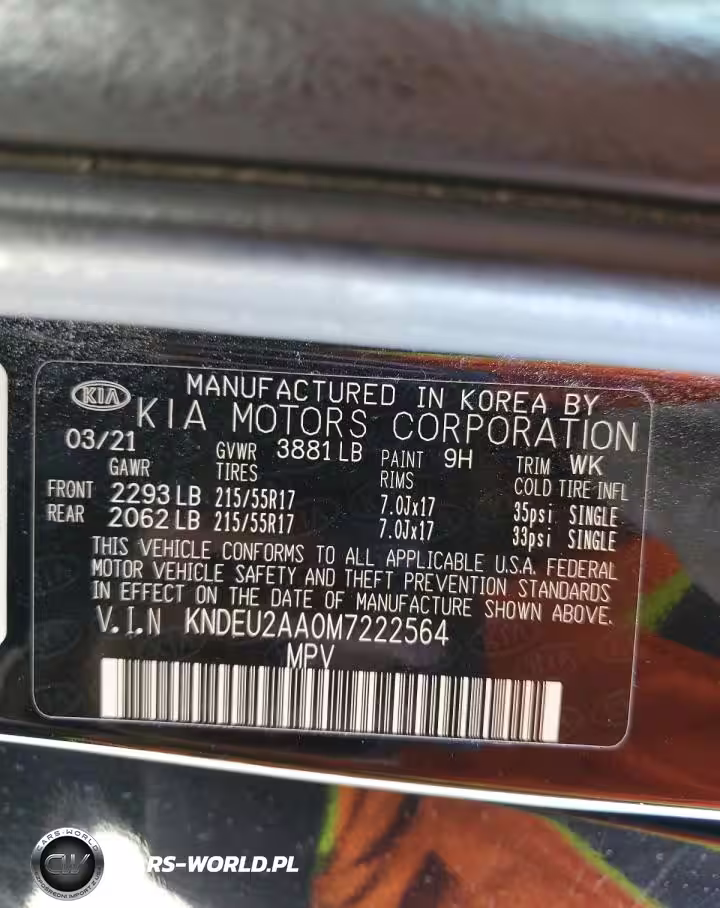 KIA
MANUFACTURED IN KOREA BY
KIA MOTORS CORPORATION
03/21 GVWR 3881 LB PAINT 9H TRIM WK
GAWR TIRES RIMS COLD TIRE INFL
FRONT 2293 LB 215/55R17 7.0Jx17 35psi SINGLE
REAR 2062 LB 215/55R17 7.0Jx17 33psi SINGLE
THIS VEHICLE CONFORMS TO ALL APPLICABLE U.S.A. FEDERAL
MOTOR VEHICLE SAFETY AND THEFT PREVENTION STANDARDS
IN EFFECT ON THE DATE OF MANUFACTURE SHOWN ABOVE.
V.I.N KNDEU2AA0M7222564
MPV
CARS-WORLD
CW
RS-WORLD.PL